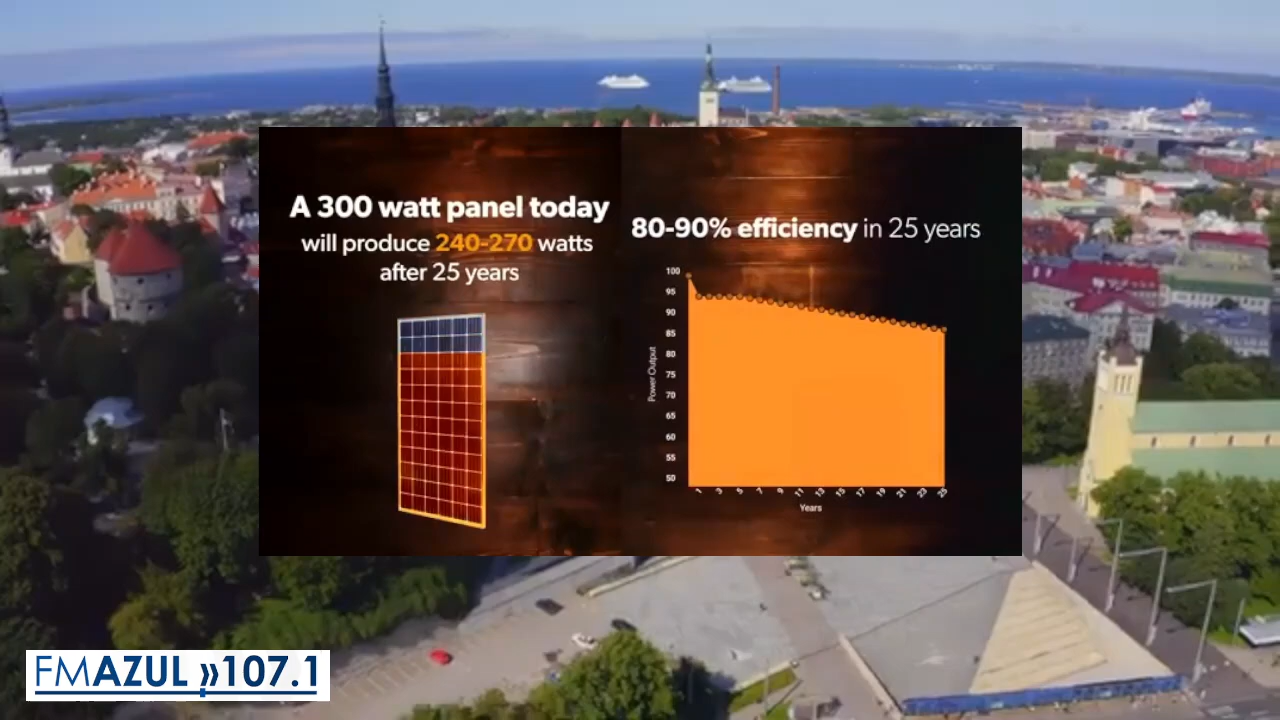 A 300 watt panel today
will produce 240-270 watts
after 25 years
80-90% efficiency in 25 years
100
95
90
85
80
75
70
65
60
55
50
Power Output
1 3 5 7 9 11 13 15 17 19 21 23 25
Years
FMAZUL »107.1